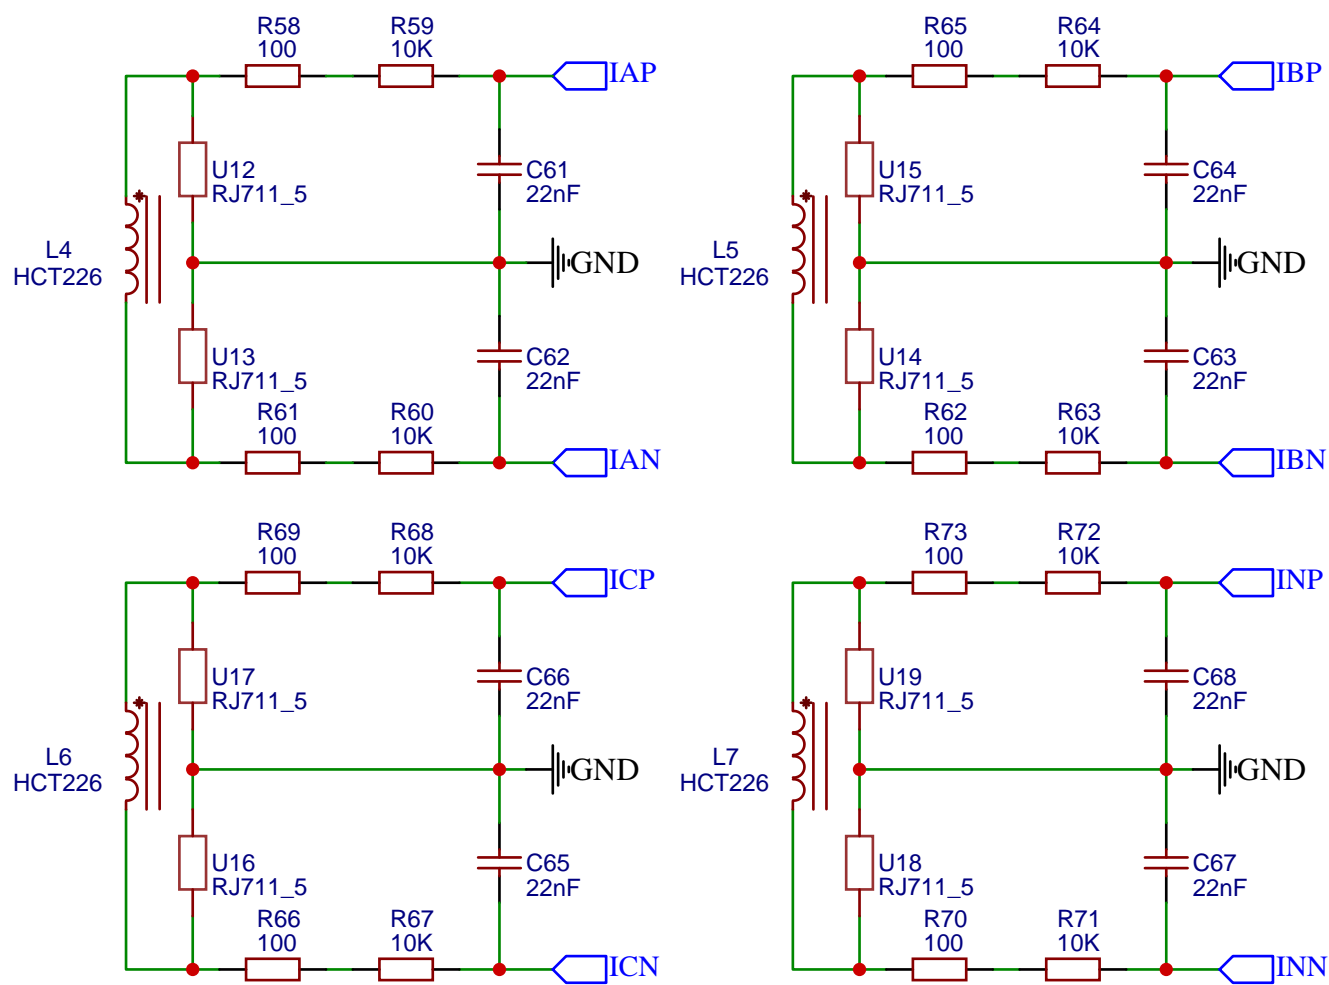 R58
100
R59
10K
IAP
U12
RJ711_5
C61
22nF
L4
HCT226
GND
U13
RJ711_5
C62
22nF
R61
100
R60
10K
IAN
R65
100
R64
10K
IBP
U15
RJ711_5
C64
22nF
L5
HCT226
GND
U14
RJ711_5
C63
22nF
R62
100
R63
10K
IBN
R69
100
R68
10K
ICP
U17
RJ711_5
C66
22nF
L6
HCT226
GND
U16
RJ711_5
C65
22nF
R66
100
R67
10K
ICN
R73
100
R72
10K
INP
U19
RJ711_5
C68
22nF
L7
HCT226
GND
U18
RJ711_5
C67
22nF
R70
100
R71
10K
INN